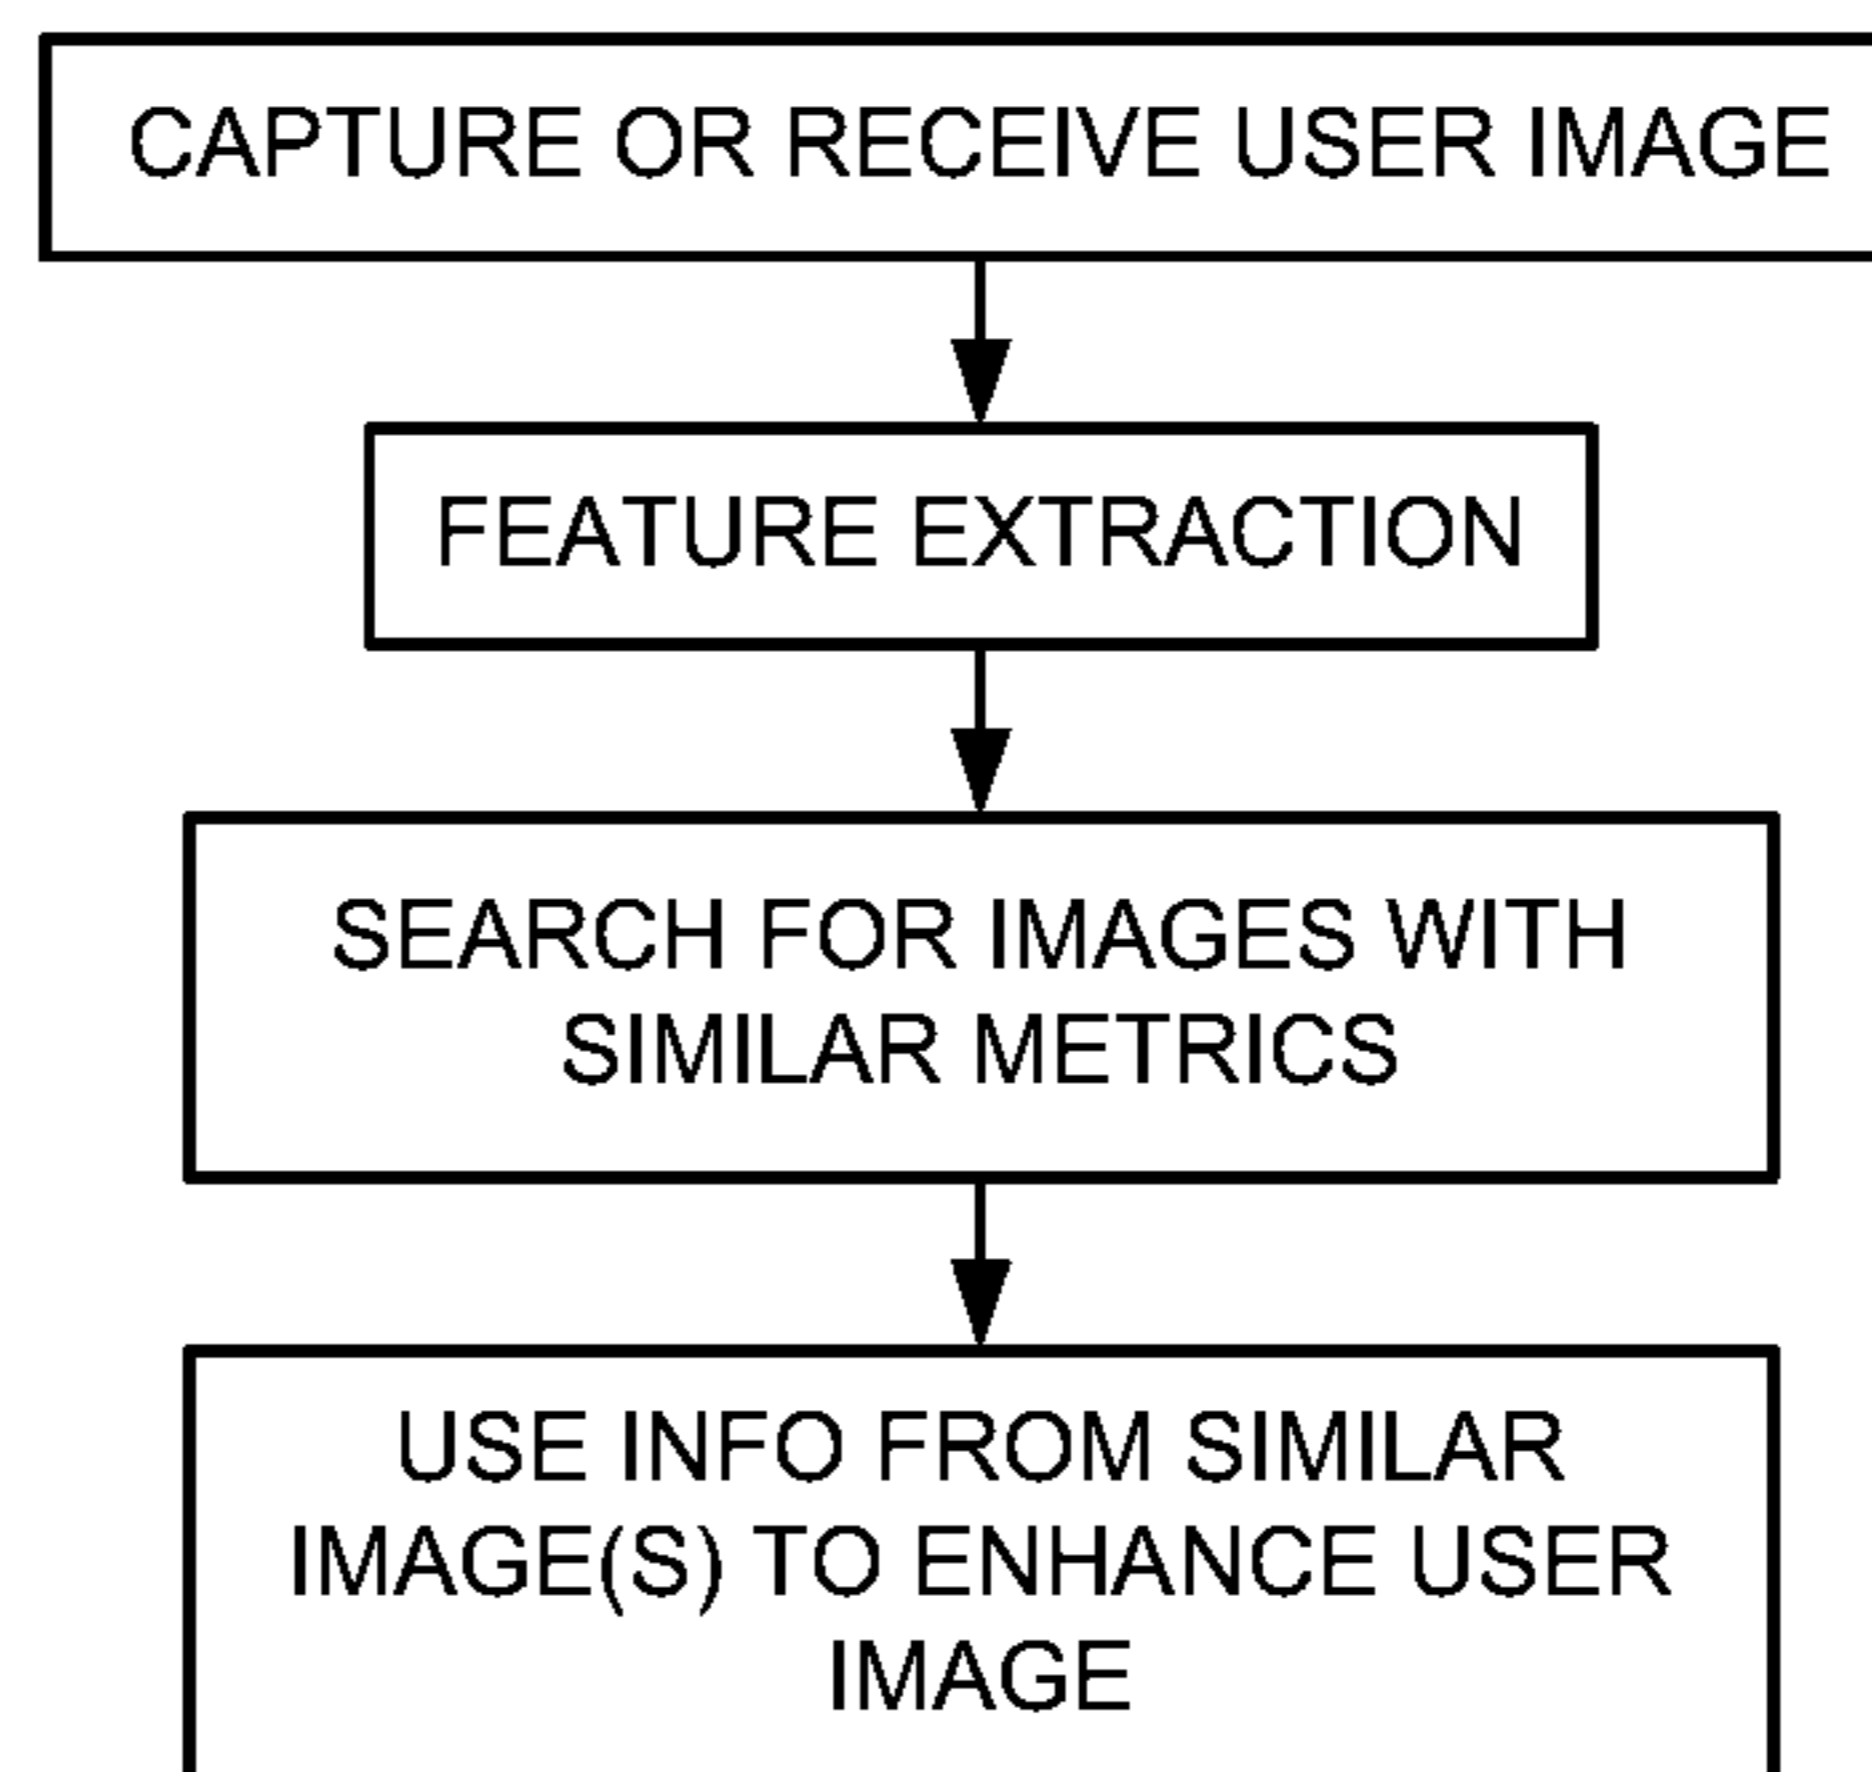 CAPTURE OR RECEIVE USER IMAGE
FEATURE EXTRACTION
SEARCH FOR IMAGES WITH
SIMILAR METRICS
USE INFO FROM SIMILAR
IMAGE(S) TO ENHANCE USER
IMAGE